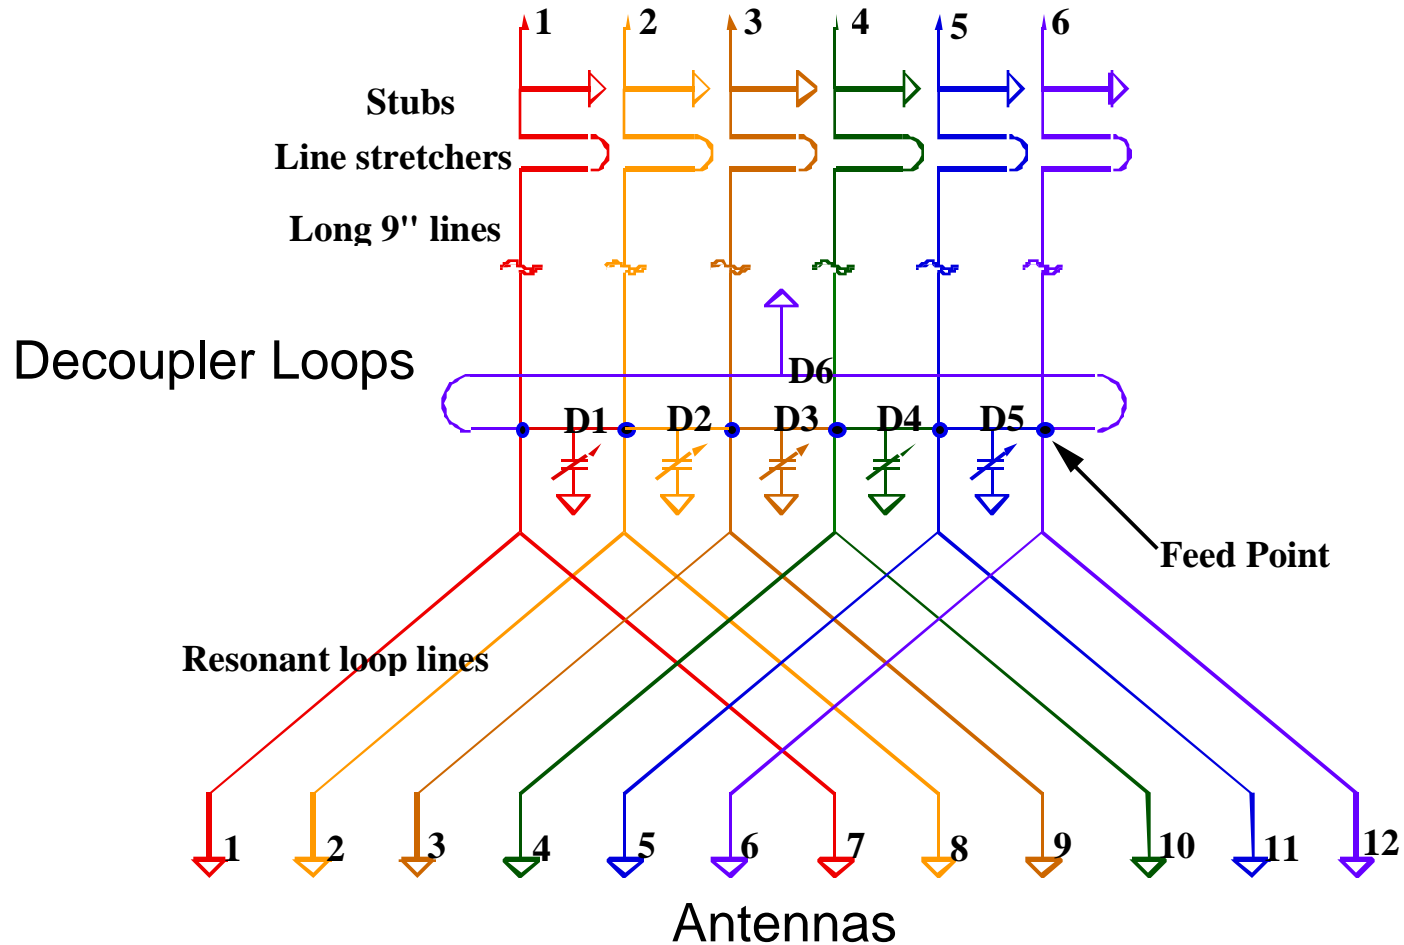 1 2 3 4 5 6
Stubs
Line stretchers
Long 9" lines
Decoupler Loops
D6
D1 D2 D3 D4 D5
Feed Point
Resonant loop lines
1 2 3 4 5 6 7 8 9 10 11 12
Antennas